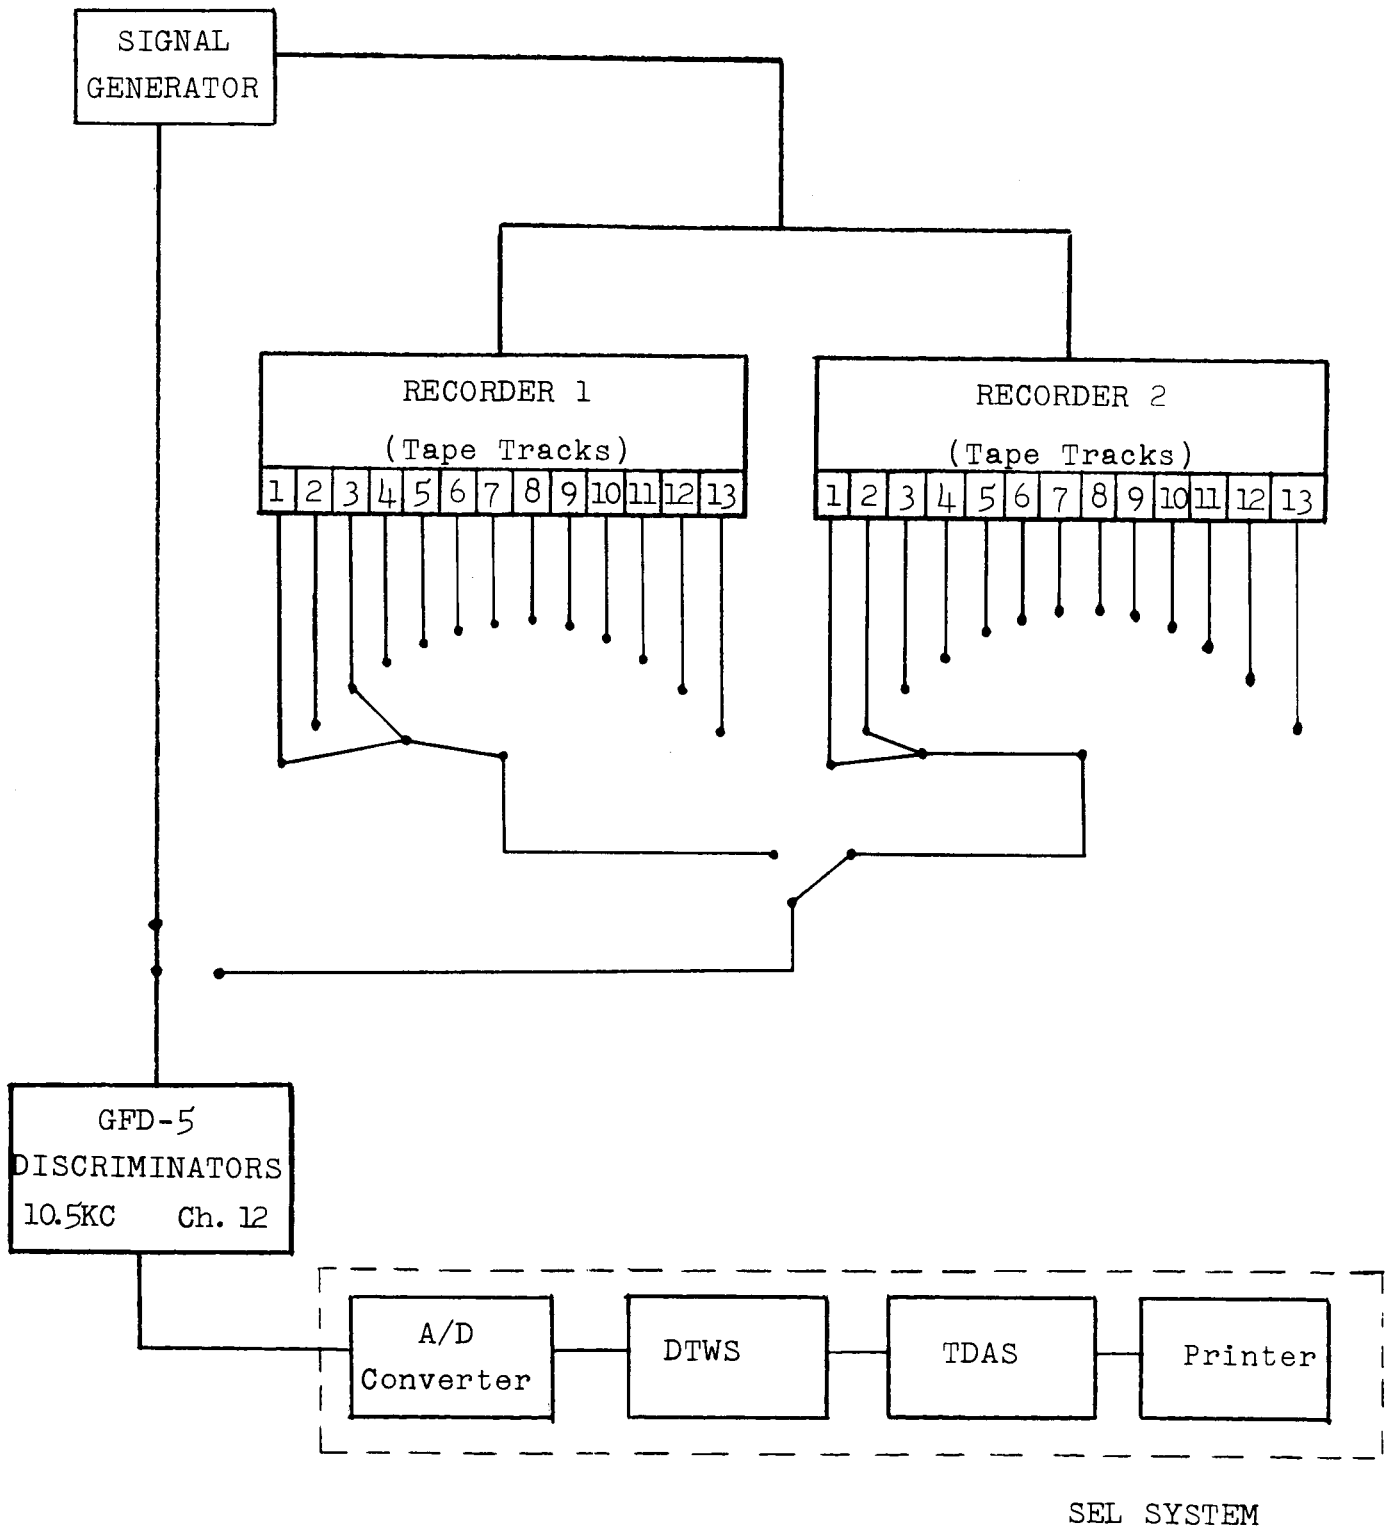 SIGNAL
GENERATOR
RECORDER 1
(Tape Tracks)
1 2 3 4 5 6 7 8 9 10 11 12 13
RECORDER 2
(Tape Tracks)
1 2 3 4 5 6 7 8 9 10 11 12 13
GFD-5
DISCRIMINATORS
10.5KC Ch. 12
A/D
Converter
DTWS
TDAS
Printer
SEL SYSTEM